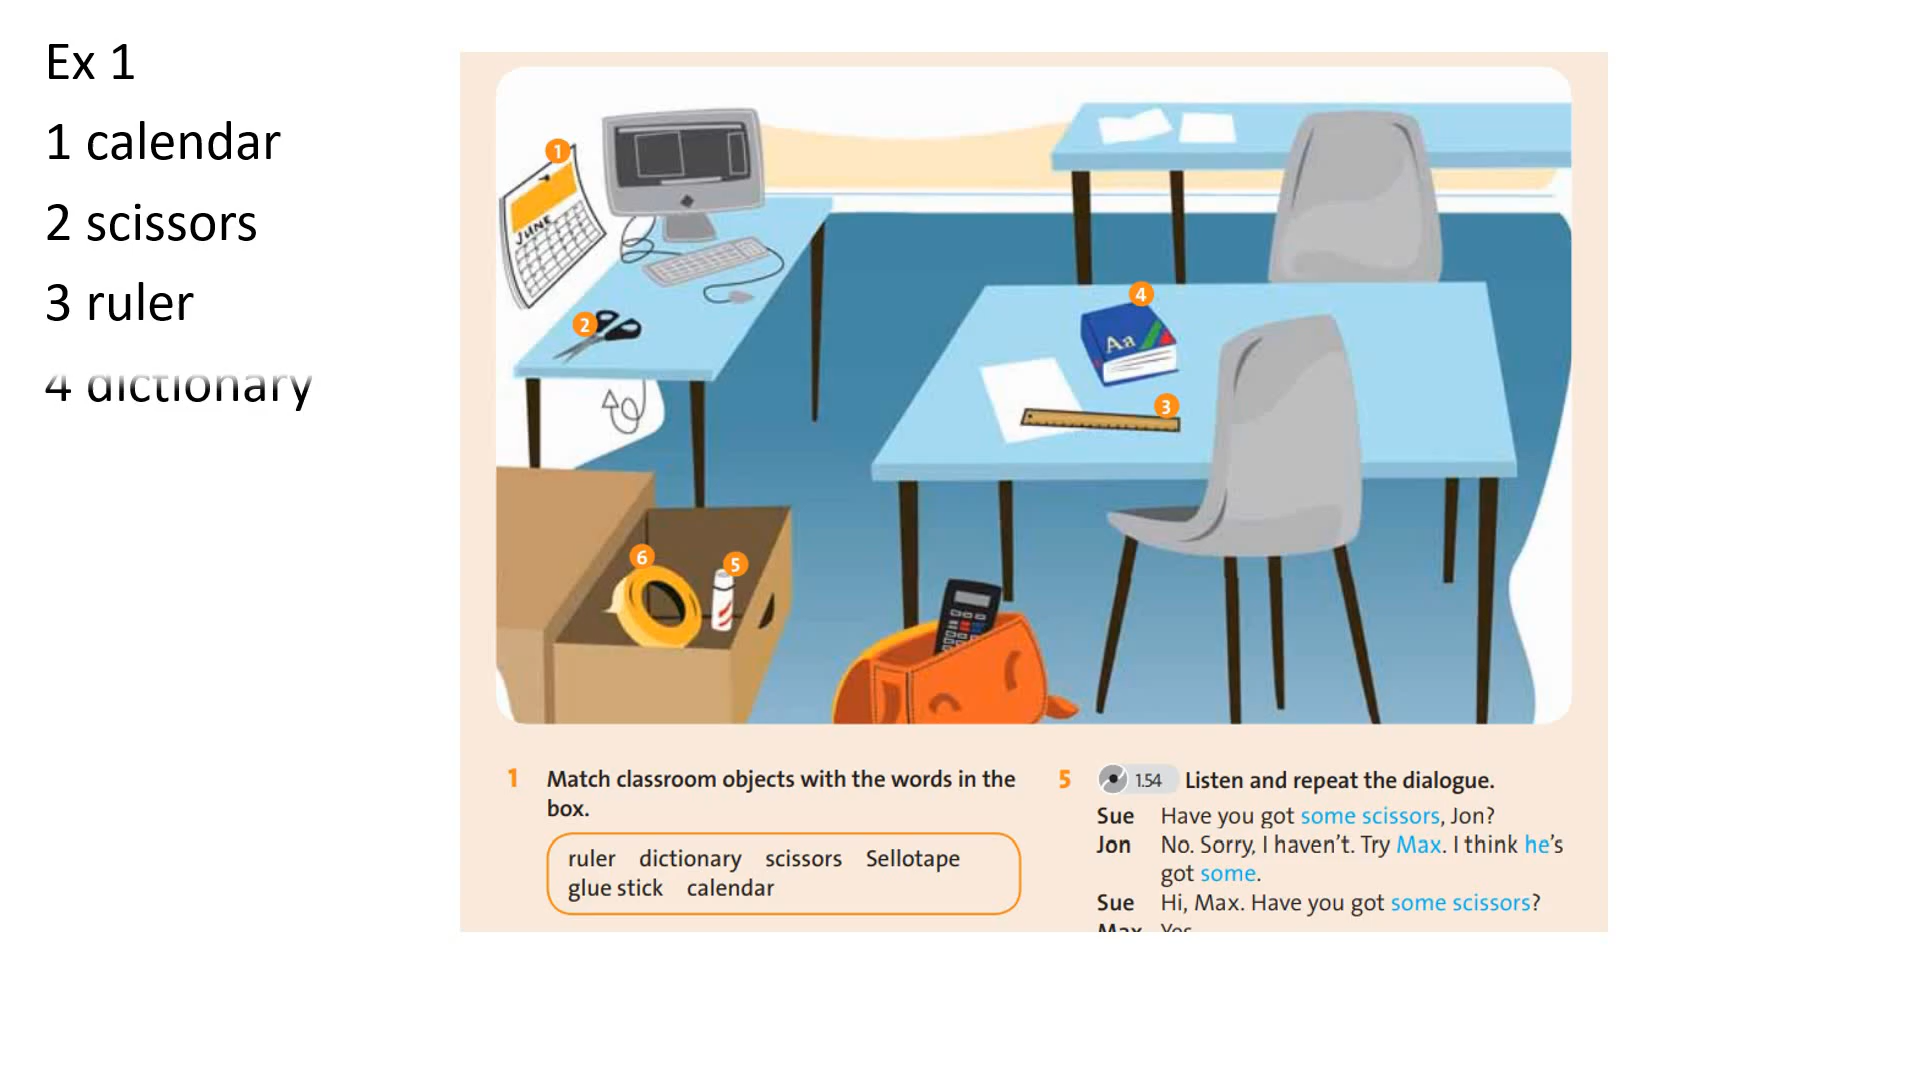 Ex 1
1 calendar
2 scissors
3 ruler
4 dictionary
1
JUNE
2
4
Aa
3
6
5
1 Match classroom objects with the words in the
box.
ruler dictionary scissors Sellotape
glue stick calendar
5 1.54 Listen and repeat the dialogue.
Sue Have you got some scissors, Jon?
Jon No. Sorry, I haven't. Try Max. I think he's
got some.
Sue Hi, Max. Have you got some scissors?
Max Yes